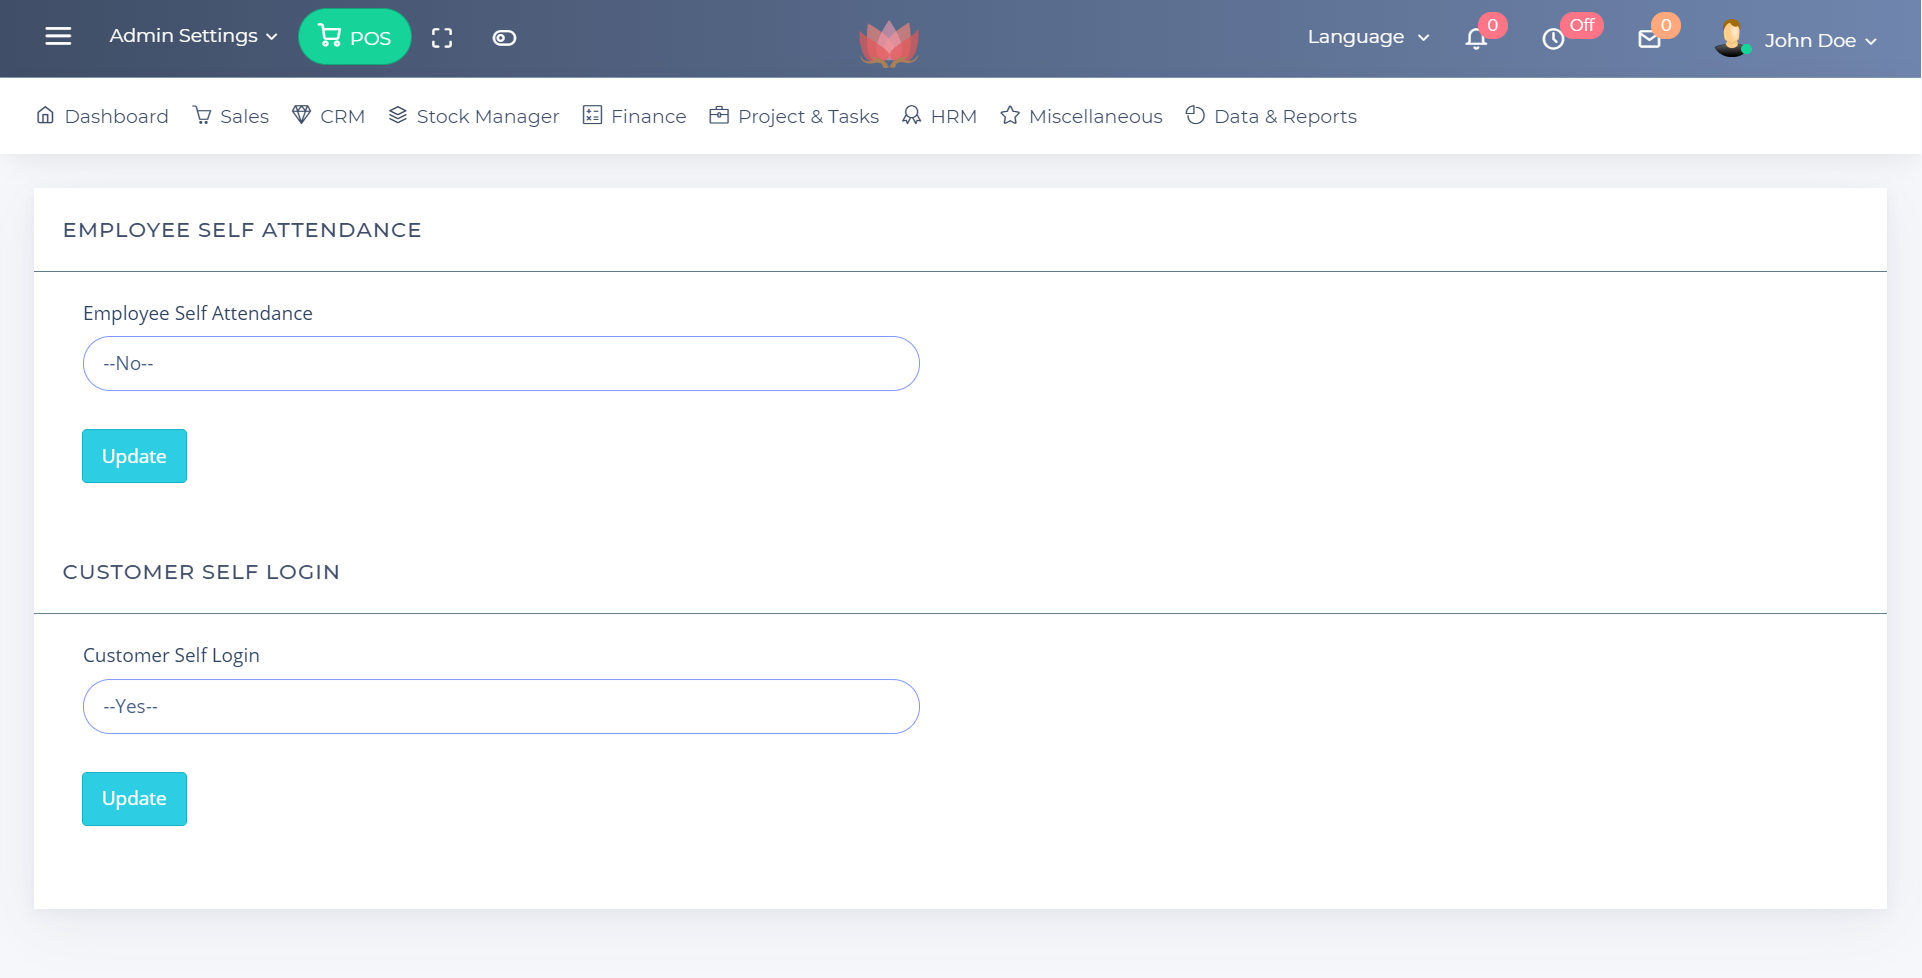 Admin Settings POS Language 0 Off 0 John Doe
Dashboard Sales CRM Stock Manager Finance Project & Tasks HRM Miscellaneous Data & Reports
EMPLOYEE SELF ATTENDANCE
Employee Self Attendance
--No--
Update
CUSTOMER SELF LOGIN
Customer Self Login
--Yes--
Update